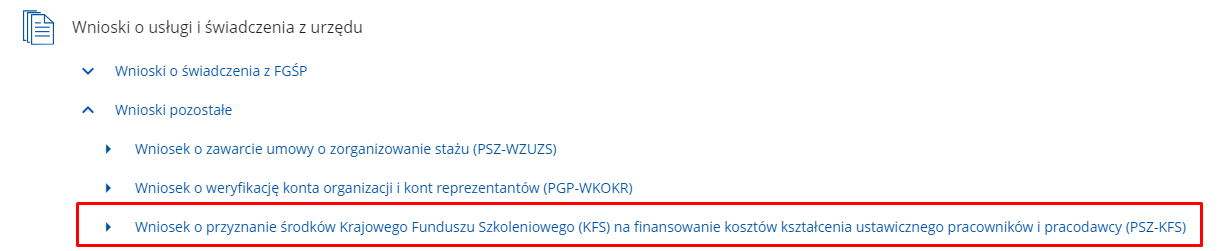 Wnioski o usługi i świadczenia z urzędu
Wnioski o świadczenia z FGŚP
Wnioski pozostałe
Wniosek o zawarcie umowy o zorganizowanie stażu (PSZ-WZUZS)
Wniosek o weryfikację konta organizacji i kont reprezentantów (PGP-WKOKR)
Wniosek o przyznanie środków Krajowego Funduszu Szkoleniowego (KFS) na finansowanie kosztów kształcenia ustawicznego pracowników i pracodawcy (PSZ-KFS)